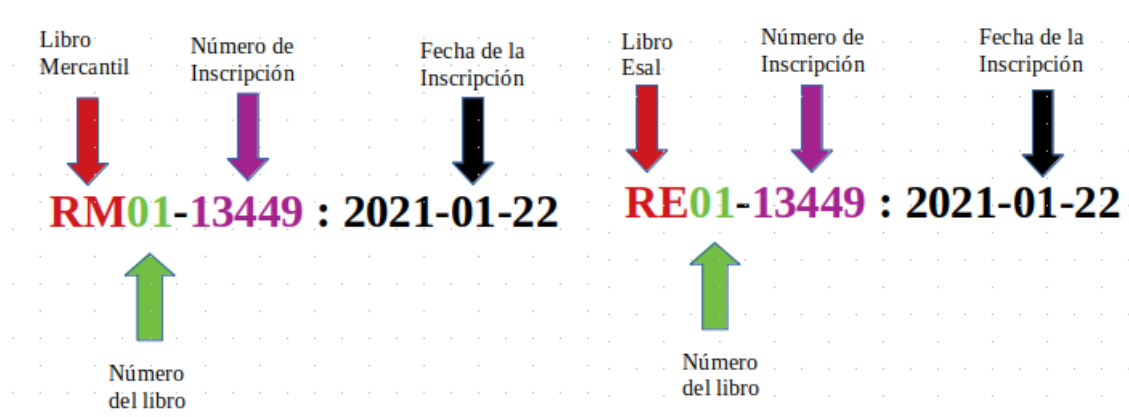 Libro
Mercantil
Número de
Inscripción
Fecha de la
Inscripción
RM01-13449 : 2021-01-22
Número
del libro
Libro
Esal
Número de
Inscripción
Fecha de la
Inscripción
RE01-13449 : 2021-01-22
Número
del libro